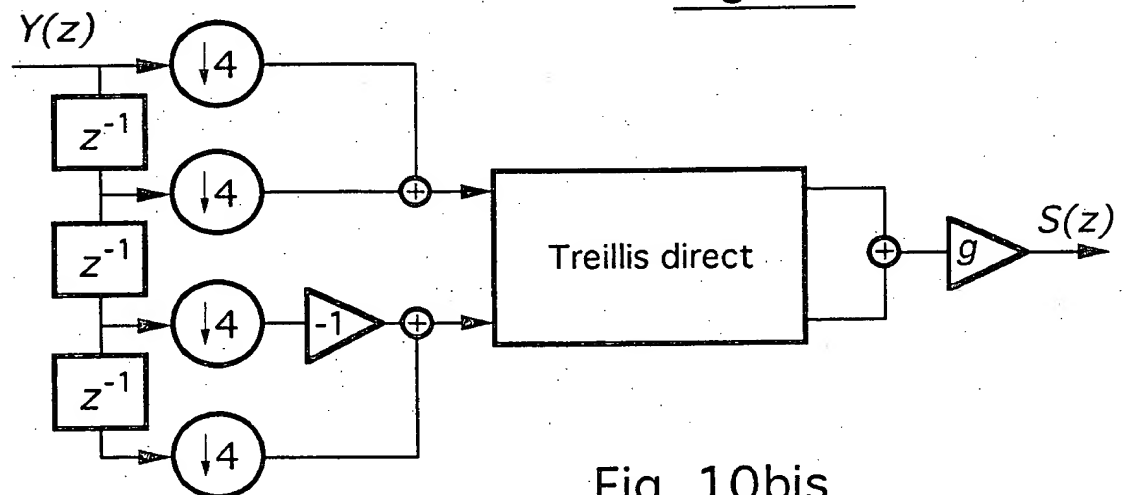 Y(z)
↓4
z⁻¹
↓4
z⁻¹
↓4
-1
z⁻¹
↓4
+
+
Treillis direct
+
g
S(z)
Fig. 10bis